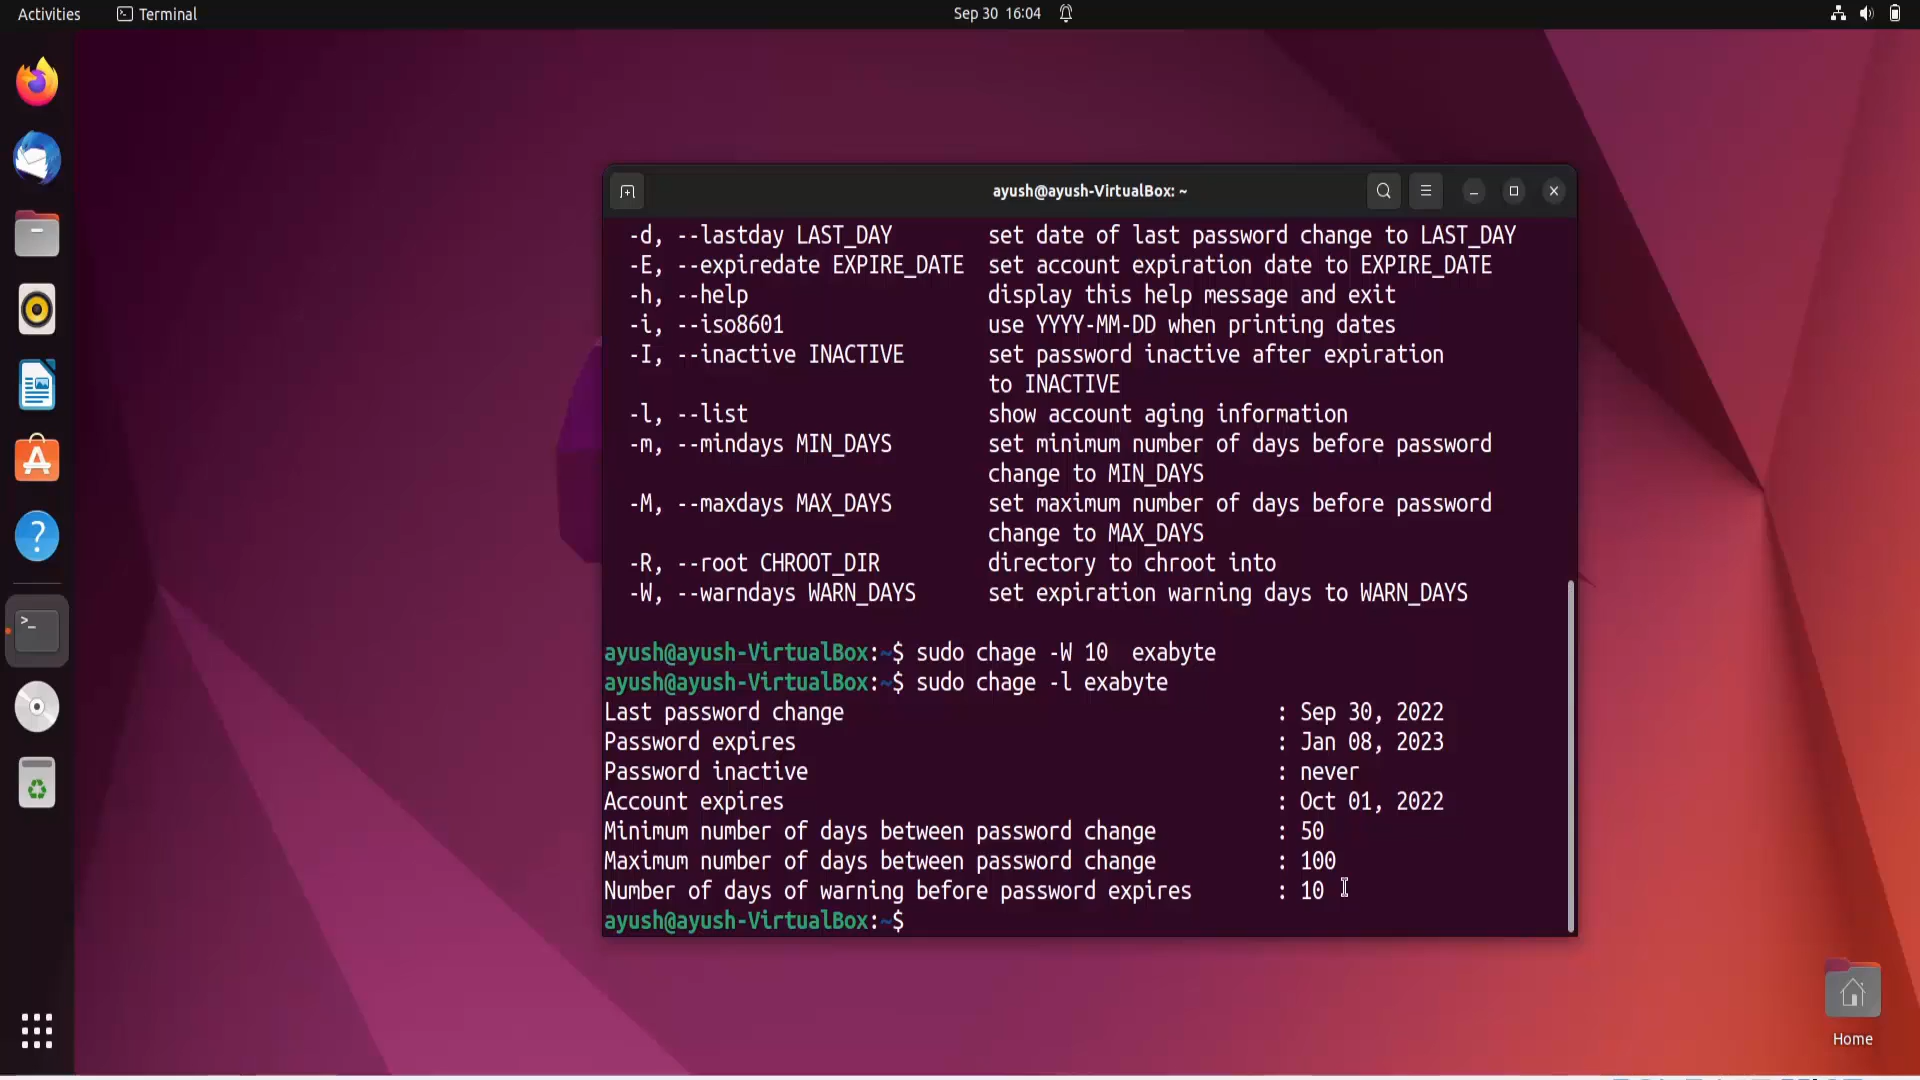 Activities Terminal Sep 30 16:04
ayush@ayush-VirtualBox: ~
-d, --lastday LAST_DAY set date of last password change to LAST_DAY
-E, --expiredate EXPIRE_DATE set account expiration date to EXPIRE_DATE
-h, --help display this help message and exit
-i, --iso8601 use YYYY-MM-DD when printing dates
-I, --inactive INACTIVE set password inactive after expiration
to INACTIVE
-l, --list show account aging information
-m, --mindays MIN_DAYS set minimum number of days before password
change to MIN_DAYS
-M, --maxdays MAX_DAYS set maximum number of days before password
change to MAX_DAYS
-R, --root CHROOT_DIR directory to chroot into
-W, --warndays WARN_DAYS set expiration warning days to WARN_DAYS
ayush@ayush-VirtualBox:~$ sudo chage -W 10  exabyte
ayush@ayush-VirtualBox:~$ sudo chage -l exabyte
Last password change : Sep 30, 2022
Password expires : Jan 08, 2023
Password inactive : never
Account expires : Oct 01, 2022
Minimum number of days between password change : 50
Maximum number of days between password change : 100
Number of days of warning before password expires : 10
ayush@ayush-VirtualBox:~$
Home